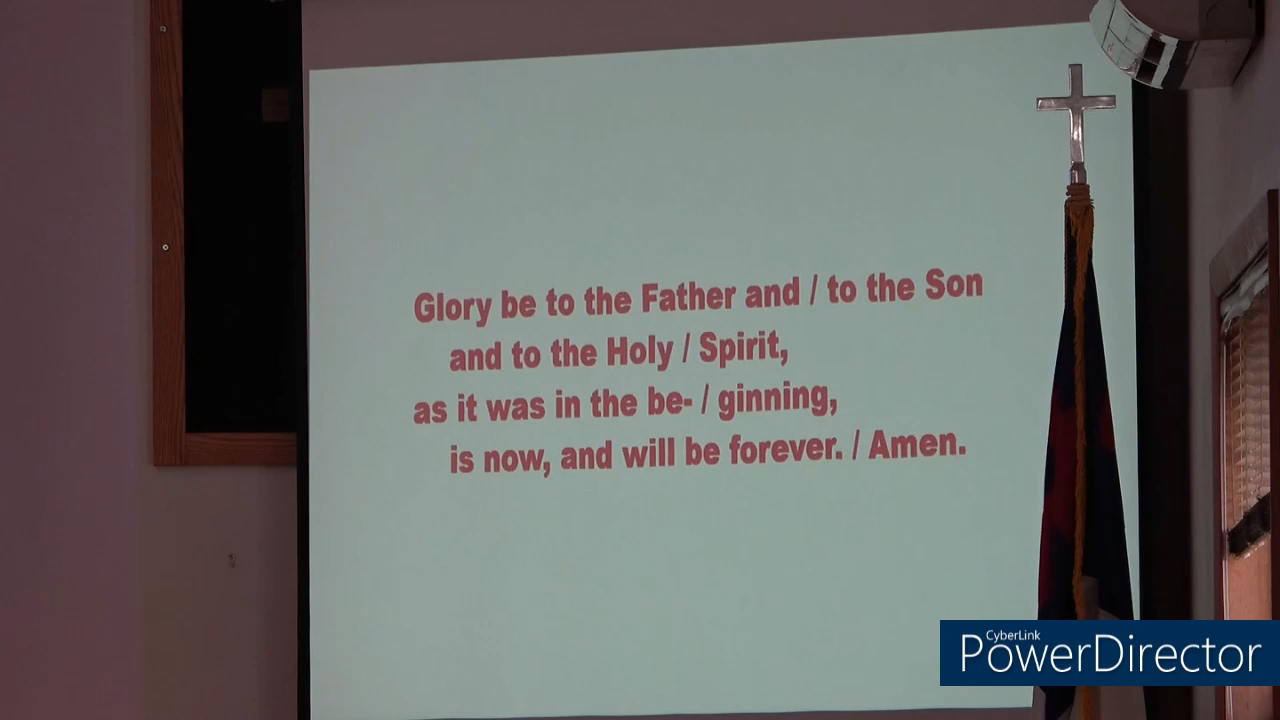 Glory be to the Father and / to the Son
and to the Holy / Spirit,
as it was in the be- / ginning,
is now, and will be forever. / Amen.
CyberLink
PowerDirector